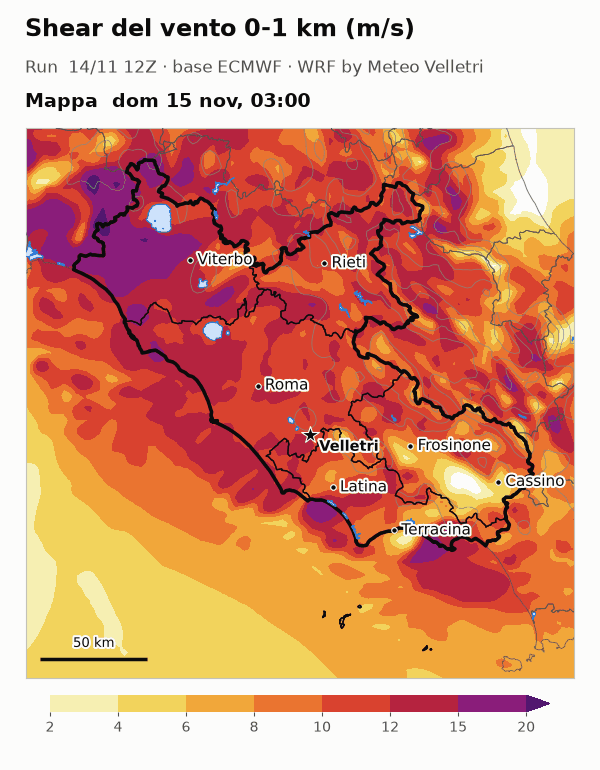 Shear del vento 0-1 km (m/s)
Run  14/11 12Z · base ECMWF · WRF by Meteo Velletri
Mappa  dom 15 nov, 03:00
Viterbo
Rieti
Roma
Velletri
Frosinone
Latina
Cassino
Terracina
50 km
2 4 6 8 10 12 15 20